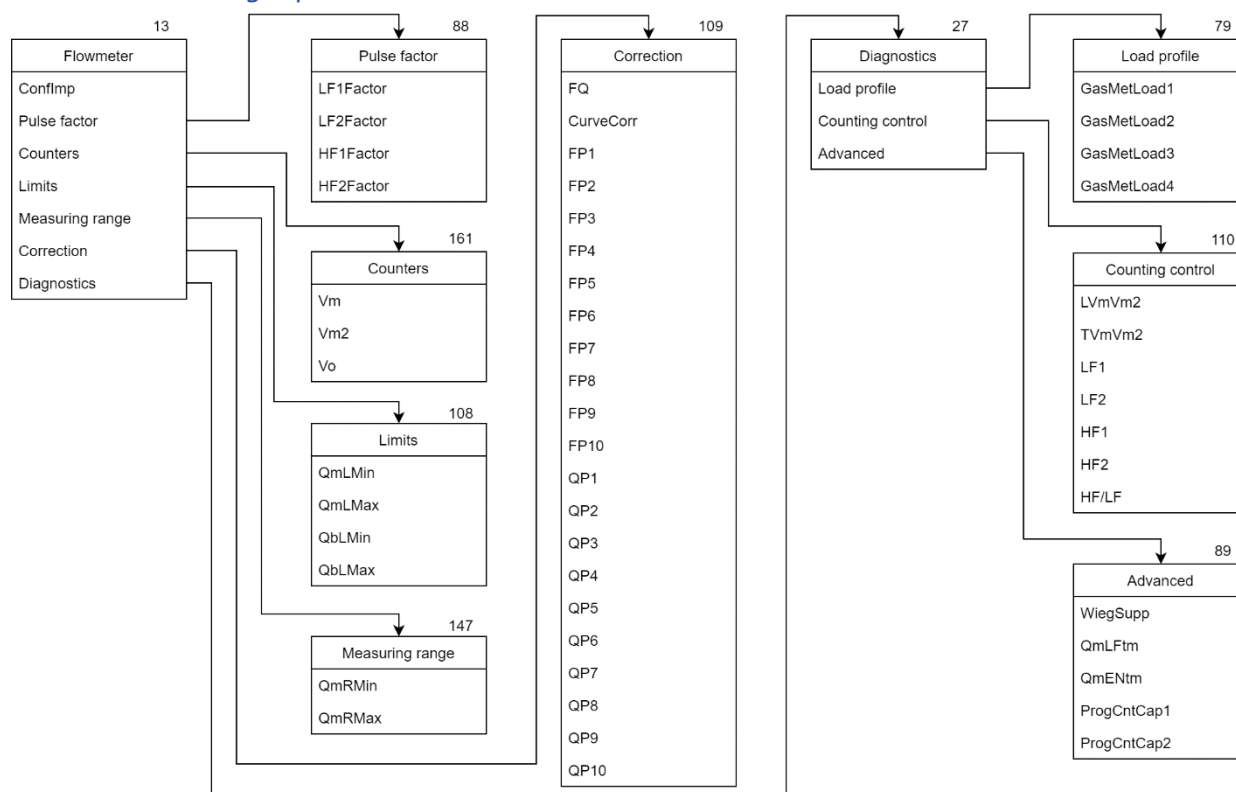 13
Flowmeter
ConfImp
Pulse factor
Counters
Limits
Measuring range
Correction
Diagnostics
88
Pulse factor
LF1Factor
LF2Factor
HF1Factor
HF2Factor
161
Counters
Vm
Vm2
Vo
108
Limits
QmLMin
QmLMax
QbLMin
QbLMax
147
Measuring range
QmRMin
QmRMax
109
Correction
FQ
CurveCorr
FP1
FP2
FP3
FP4
FP5
FP6
FP7
FP8
FP9
FP10
QP1
QP2
QP3
QP4
QP5
QP6
QP7
QP8
QP9
QP10
27
Diagnostics
Load profile
Counting control
Advanced
79
Load profile
GasMetLoad1
GasMetLoad2
GasMetLoad3
GasMetLoad4
110
Counting control
LVmVm2
TVmVm2
LF1
LF2
HF1
HF2
HF/LF
89
Advanced
WiegSupp
QmLFtm
QmENtm
ProgCntCap1
ProgCntCap2